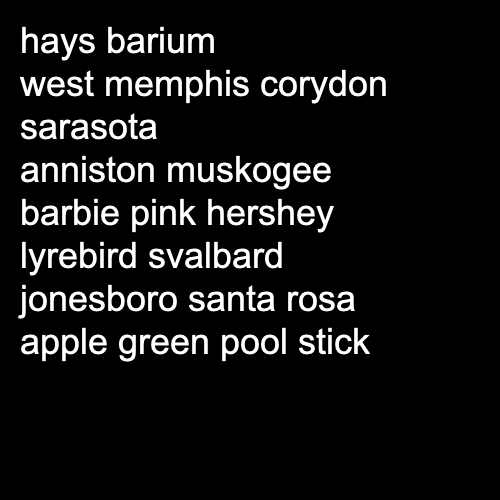 hays barium
west memphis corydon
sarasota
anniston muskogee
barbie pink hershey
lyrebird svalbard
jonesboro santa rosa
apple green pool stick